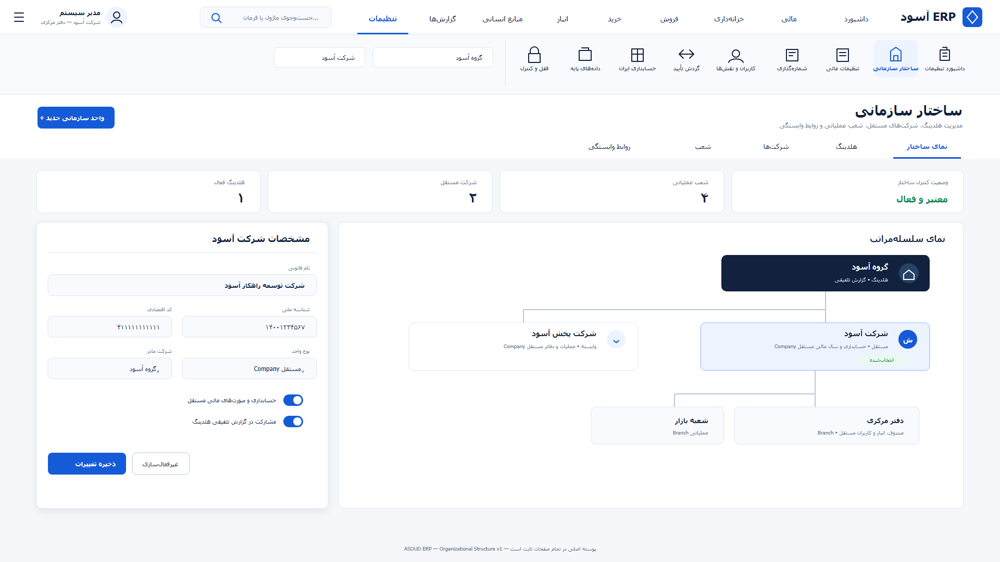 ERP آسود
داشبورد
مالی
خزانه‌داری
فروش
خرید
انبار
منابع انسانی
گزارش‌ها
تنظیمات
جست‌وجوی ماژول یا فرمان...
مدیر سیستم
شرکت آسود — دفتر مرکزی
داشبورد تنظیمات
ساختار سازمانی
تنظیمات مالی
شماره‌گذاری
کاربران و نقش‌ها
گردش تأیید
حسابداری ایران
داده‌های پایه
قفل و کنترل
گروه آسود
شرکت آسود
ساختار سازمانی
مدیریت هلدینگ، شرکت‌های مستقل، شعب عملیاتی و روابط وابستگی
واحد سازمانی جدید +
نمای ساختار
هلدینگ
شرکت‌ها
شعب
روابط وابستگی
وضعیت کنترل ساختار
معتبر و فعال
شعب عملیاتی
۴
شرکت مستقل
۲
هلدینگ فعال
۱
نمای سلسله‌مراتب
گروه آسود
هلدینگ • گزارش تلفیقی
ش
شرکت آسود
مستقل • حسابداری و سال مالی مستقل Company
انتخاب‌شده
پ
شرکت پخش آسود
وابسته • عملیات و دفاتر مستقل Company
دفتر مرکزی
صندوق، انبار و کاربران مستقل • Branch
شعبه بازار
عملیاتی Branch
مشخصات شرکت آسود
نام قانونی
شرکت توسعه راهکار آسود
شناسه ملی
۱۴۰۰۱۲۳۴۵۶۷
کد اقتصادی
۴۱۱۱۱۱۱۱۱۱۱۱
نوع واحد
مستقل Company
شرکت مادر
گروه آسود
حسابداری و صورت‌های مالی مستقل
مشارکت در گزارش تلفیقی هلدینگ
غیرفعال‌سازی
ذخیره تغییرات
پوسته اصلی در تمام صفحات ثابت است — ASOUD ERP — Organizational Structure v1